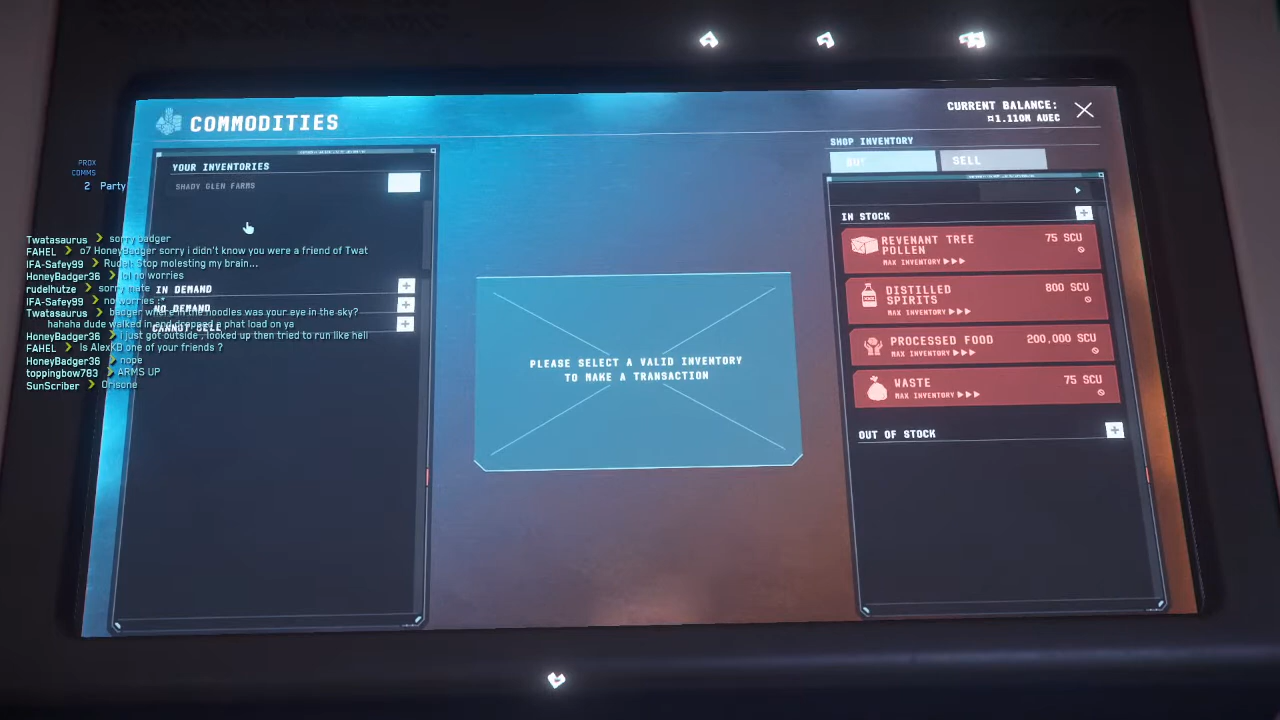 COMMODITIES
CURRENT BALANCE:
¤1.110M AUEC
YOUR INVENTORIES
SHADY GLEN FARMS
IN DEMAND
NO DEMAND
CANNOT SELL
PLEASE SELECT A VALID INVENTORY
TO MAKE A TRANSACTION
SHOP INVENTORY
BUY
SELL
IN STOCK
REVENANT TREE
POLLEN
75 SCU
MAX INVENTORY
DISTILLED
SPIRITS
800 SCU
MAX INVENTORY
PROCESSED FOOD
200,000 SCU
MAX INVENTORY
WASTE
75 SCU
MAX INVENTORY
OUT OF STOCK
PROX
COMMS
2 Party
Twatasaurus > sorry badger
FAHEL > o7 HoneyBadger sorry i didn't know you were a friend of Twat
IFA-Safey99 > Rudel! Stop molesting my brain...
HoneyBadger36 > lol no worries
rudelhutze > sorry mate
IFA-Safey99 > no worries :*
Twatasaurus > badger where in the noodles was your eye in the sky?
hahaha dude walked in and dropped a phat load on ya
HoneyBadger36 > i just got outside , looked up then tried to run like hell
FAHEL > Is AlexKB one of your friends ?
HoneyBadger36 > nope
toppingbow763 > ARMS UP
SunScriber > Orisone